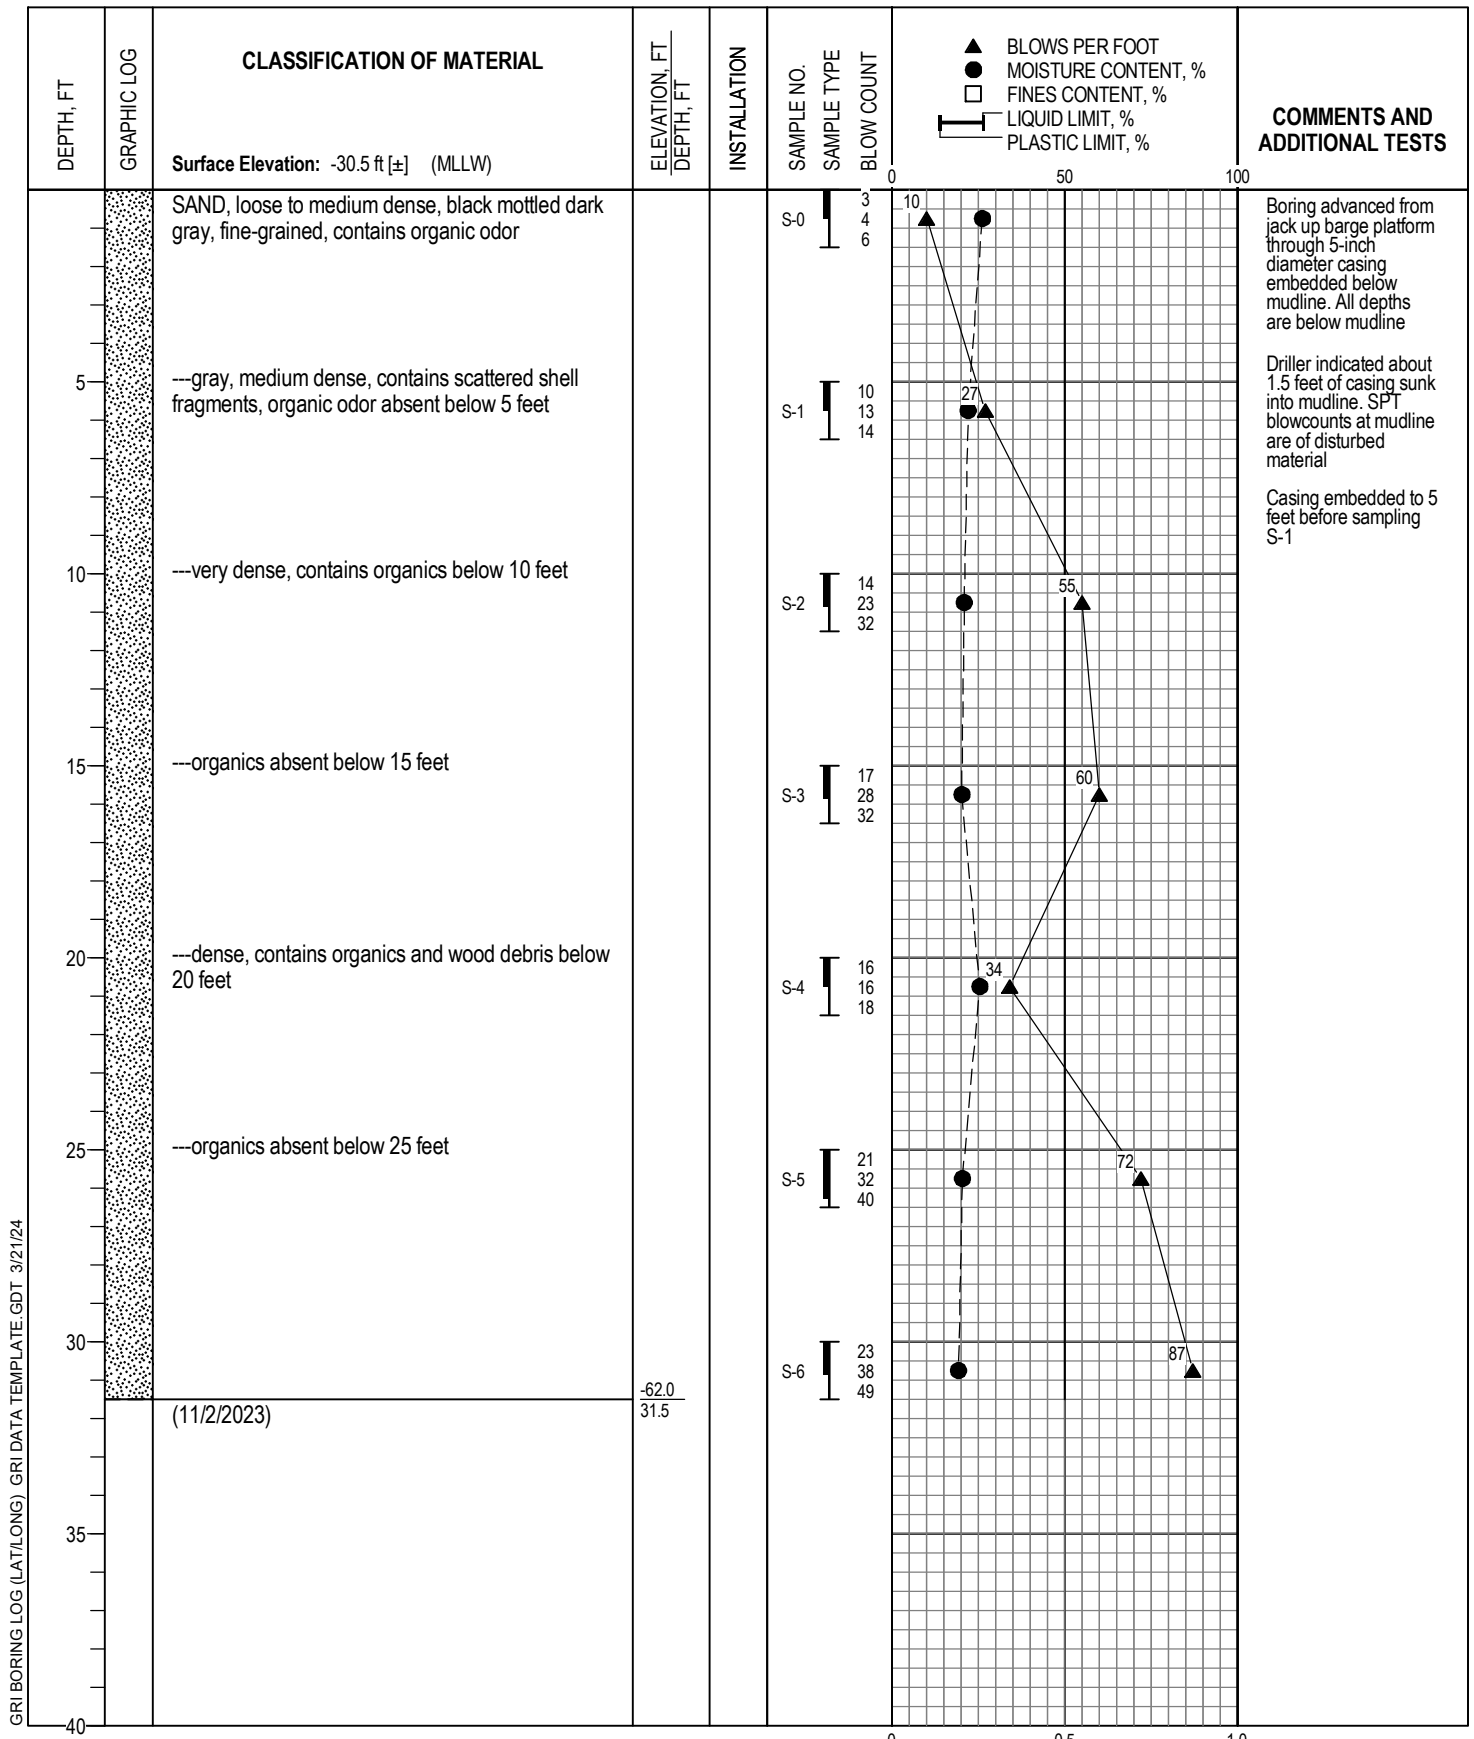 DEPTH, FT
GRAPHIC LOG
CLASSIFICATION OF MATERIAL
Surface Elevation: -30.5 ft [±] (MLLW)
ELEVATION, FT
DEPTH, FT
INSTALLATION
SAMPLE NO.
SAMPLE TYPE
BLOW COUNT
BLOWS PER FOOT
MOISTURE CONTENT, %
FINES CONTENT, %
LIQUID LIMIT, %
PLASTIC LIMIT, %
0 50 100
COMMENTS AND
ADDITIONAL TESTS
SAND, loose to medium dense, black mottled dark
gray, fine-grained, contains organic odor
S-0
3
4
6
10
Boring advanced from
jack up barge platform
through 5-inch
diameter casing
embedded below
mudline. All depths
are below mudline
Driller indicated about
1.5 feet of casing sunk
into mudline. SPT
blowcounts at mudline
are of disturbed
material
Casing embedded to 5
feet before sampling
S-1
5
---gray, medium dense, contains scattered shell
fragments, organic odor absent below 5 feet
S-1
10
13
14
27
10
---very dense, contains organics below 10 feet
S-2
14
23
32
55
15
---organics absent below 15 feet
S-3
17
28
32
60
20
---dense, contains organics and wood debris below
20 feet
S-4
16
16
18
34
25
---organics absent below 25 feet
S-5
21
32
40
72
30
S-6
23
38
49
87
-62.0
31.5
(11/2/2023)
35
40
0 0.5 1.0
GRI BORING LOG (LAT/LONG) GRI DATA TEMPLATE.GDT 3/21/24